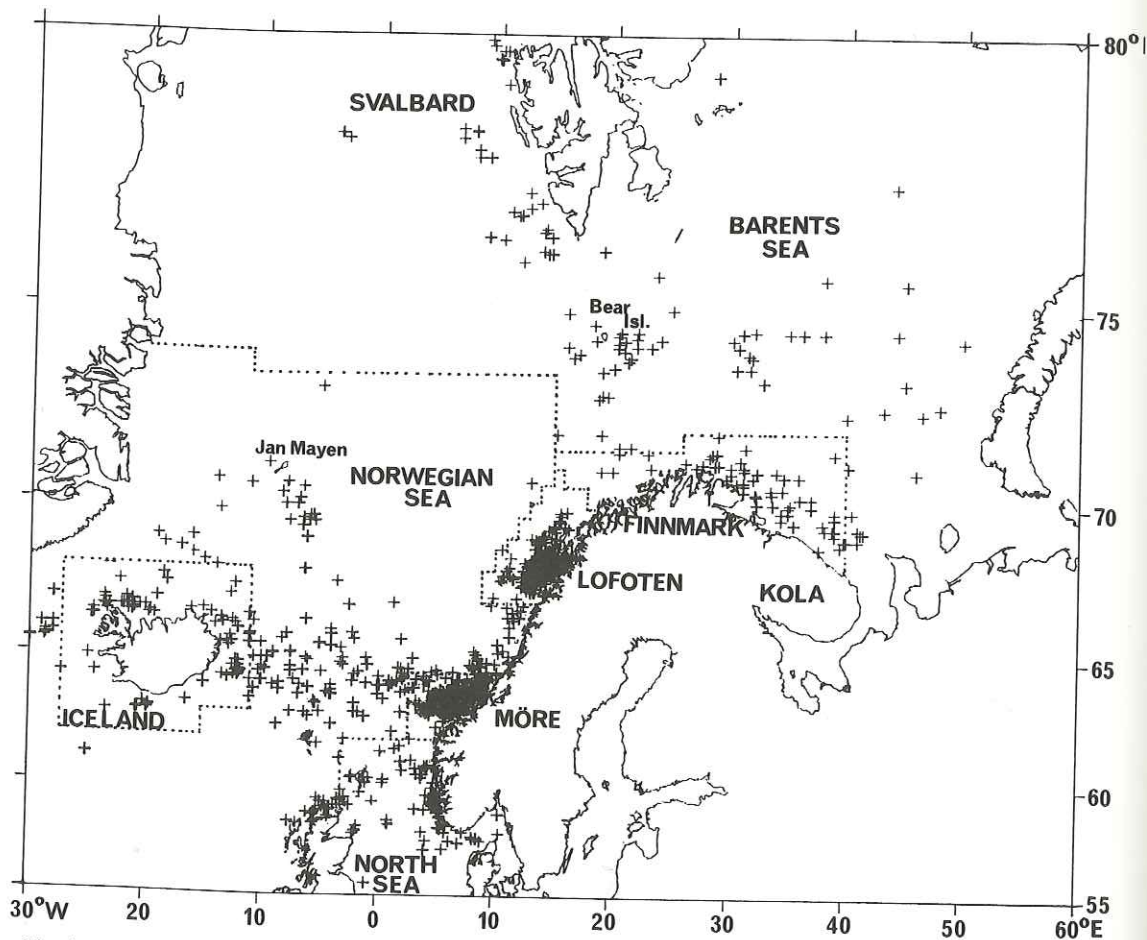 80°
SVALBARD
BARENTS
SEA
75
Bear
Isl.
Jan Mayen
NORWEGIAN
SEA
70
FINNMARK
LOFOTEN
KOLA
65
ICELAND
MÖRE
60
NORTH
SEA
55
30°W
20
10
0
10
20
30
40
50
60°E